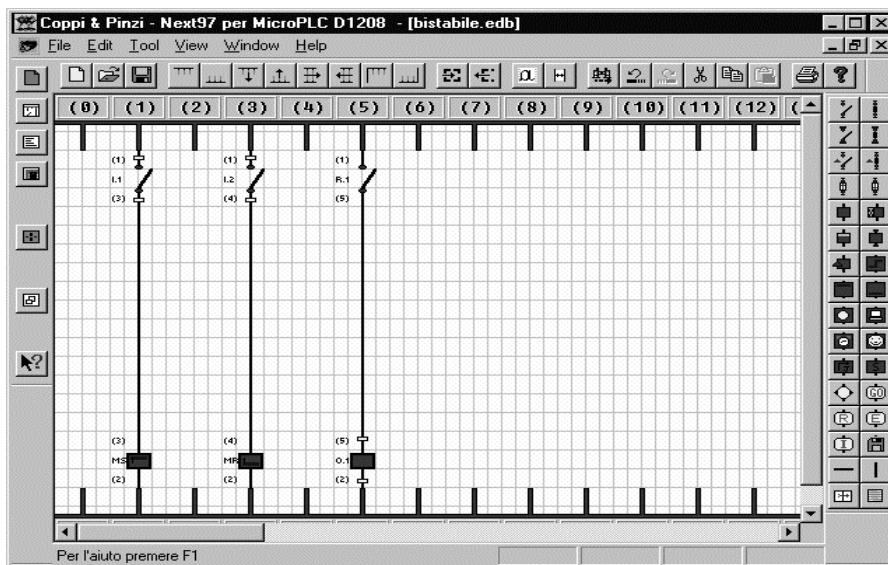 Coppi & Pinzi - Next97 per MicroPLC D1208 - [bistabile.edb]
File Edit Tool View Window Help
(0) (1) (2) (3) (4) (5) (6) (7) (8) (9) (10) (11) (12) (
(1) (1) (1)
I.1 I.2 R.1
(3) (4) (5)
(3) (4) (5)
MS MR O.1
(2) (2) (2)
GO
R E
I
Per l'aiuto premere F1